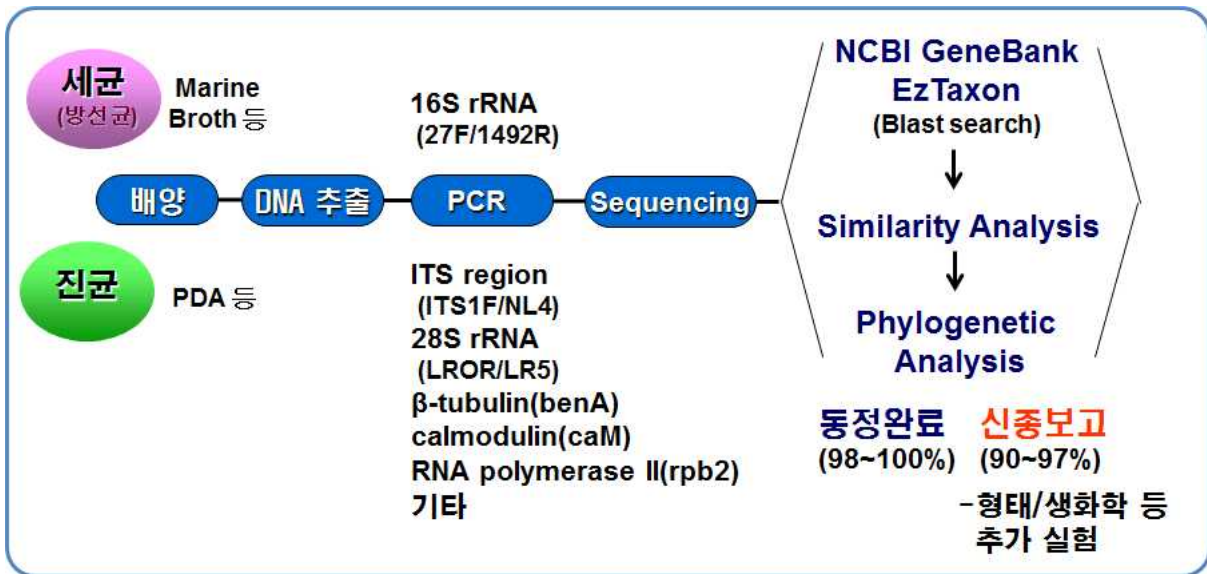 세균
(방선균)
Marine
Broth 등
16S rRNA
(27F/1492R)
배양
DNA 추출
PCR
Sequencing
진균
PDA 등
ITS region
(ITS1F/NL4)
28S rRNA
(LROR/LR5)
β-tubulin(benA)
calmodulin(caM)
RNA polymerase II(rpb2)
기타
NCBI GeneBank
EzTaxon
(Blast search)
Similarity Analysis
Phylogenetic
Analysis
동정완료
(98~100%)
신종보고
(90~97%)
-형태/생화학 등
추가 실험